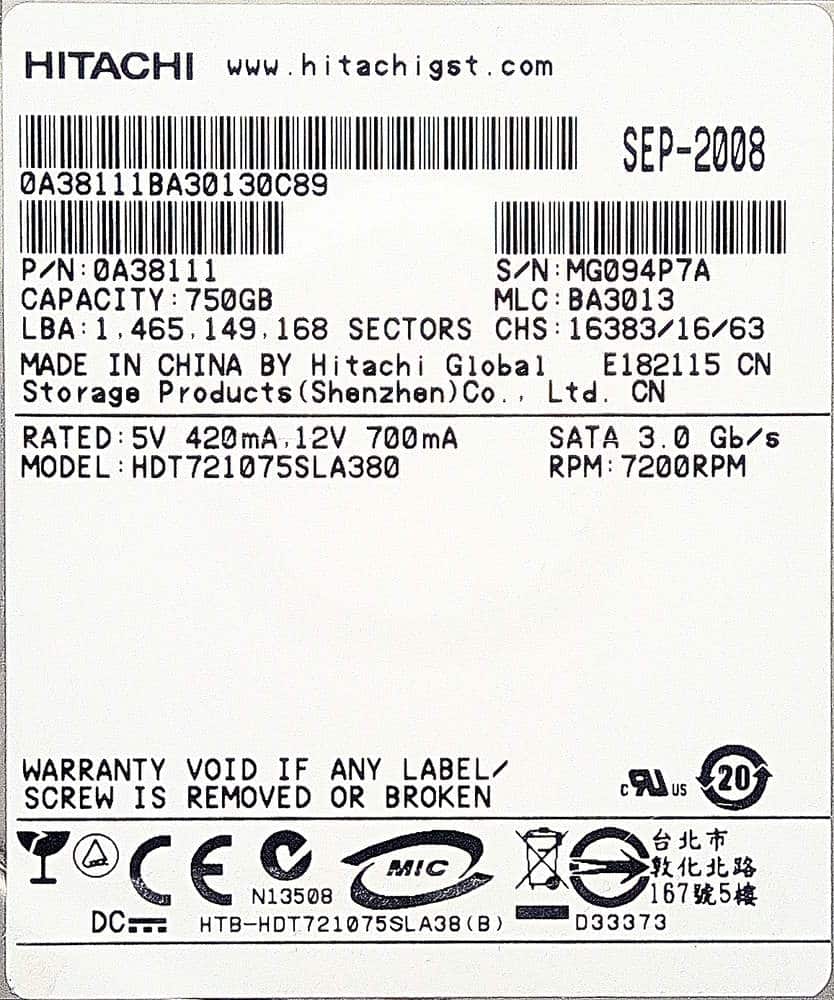 HITACHI www.hitachigst.com
SEP-2008
0A38111BA30130C89
P/N:0A38111 S/N:MG094P7A
CAPACITY:750GB MLC:BA3013
LBA:1,465,149,168 SECTORS CHS:16383/16/63
MADE IN CHINA BY Hitachi Global E182115 CN
Storage Products(Shenzhen)Co., Ltd. CN
RATED:5V 420mA,12V 700mA SATA 3.0 Gb/s
MODEL:HDT721075SLA380 RPM:7200RPM
WARRANTY VOID IF ANY LABEL/
SCREW IS REMOVED OR BROKEN
c RU US 20
CE N13508 MIC
台北市
敦化北路
167號5樓
DC HTB-HDT721075SLA38(B) D33373